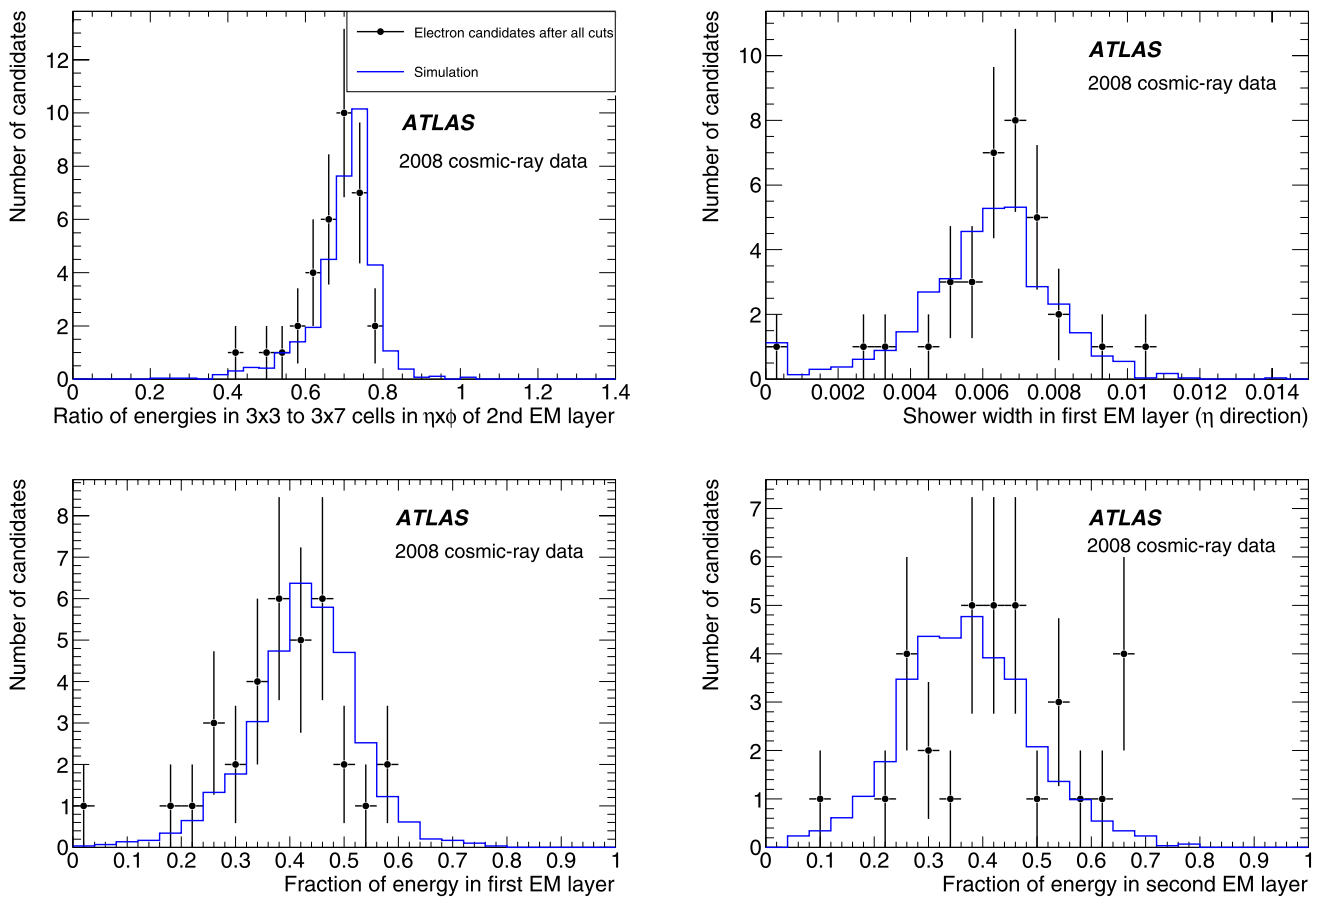 Number of candidates
12
10
8
6
4
2
0
Electron candidates after all cuts
Simulation
ATLAS
2008 cosmic-ray data
0 0.2 0.4 0.6 0.8 1 1.2 1.4
Ratio of energies in 3x3 to 3x7 cells in ηxϕ of 2nd EM layer
Number of candidates
10
8
6
4
2
0
ATLAS
2008 cosmic-ray data
0 0.002 0.004 0.006 0.008 0.01 0.012 0.014
Shower width in first EM layer (η direction)
Number of candidates
8
7
6
5
4
3
2
1
0
ATLAS
2008 cosmic-ray data
0 0.1 0.2 0.3 0.4 0.5 0.6 0.7 0.8 0.9 1
Fraction of energy in first EM layer
Number of candidates
7
6
5
4
3
2
1
0
ATLAS
2008 cosmic-ray data
0 0.1 0.2 0.3 0.4 0.5 0.6 0.7 0.8 0.9 1
Fraction of energy in second EM layer